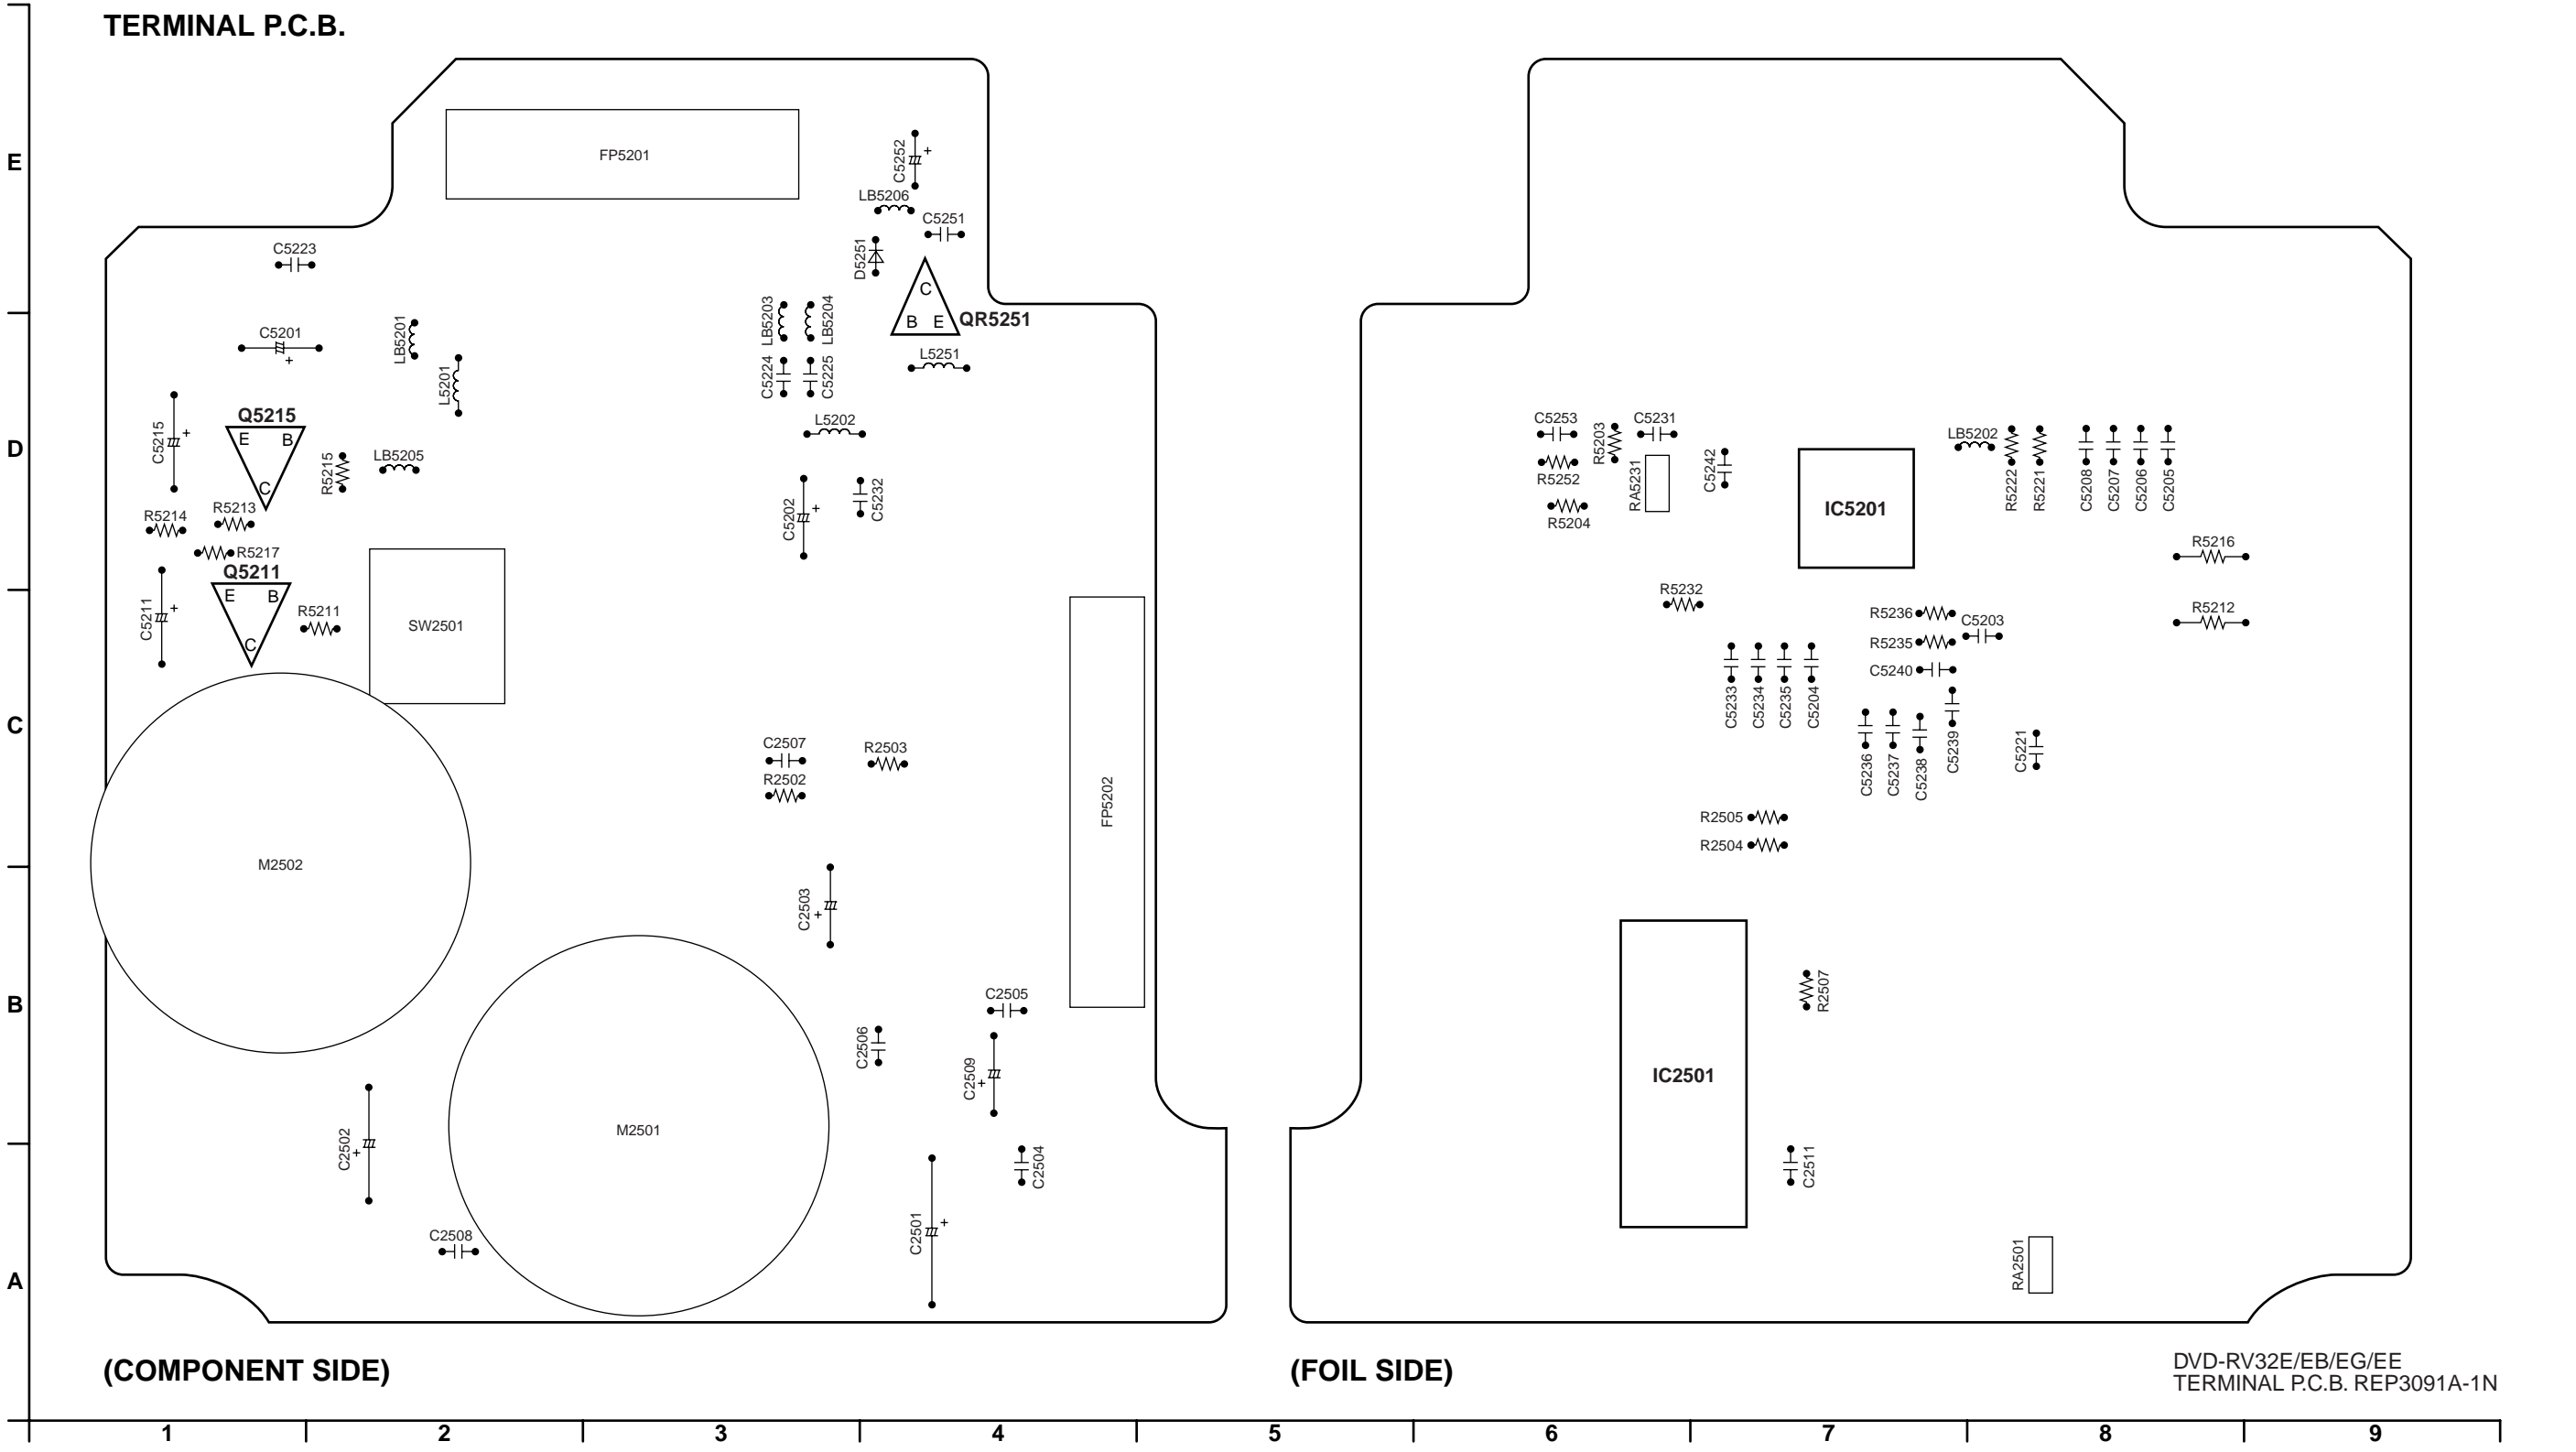 TERMINAL P.C.B.
E
FP5201
C5252
+
LB5206
C5251
D5251
C5223
C
B E
QR5251
LB5203
LB5204
C5201
+
LB5201
L5251
C5224
C5225
L5201
Q5215
E B
C
C5215
+
D
L5202
R5215
LB5205
C5202
+
C5232
R5214
R5213
R5217
Q5211
E B
C
C5211
+
R5211
SW2501
C
C2507
R2503
R2502
FP5202
M2502
C2503
+
B
C2505
C2506
C2509
+
M2501
C2502
+
C2504
C2501
+
C2508
A
C5253
R5203
C5231
R5252
RA5231
C5242
R5204
IC5201
LB5202
R5222
R5221
C5208
C5207
C5206
C5205
R5216
R5232
R5236
C5203
R5212
R5235
C5240
C5233
C5234
C5235
C5204
C5236
C5237
C5238
C5239
C5221
R2505
R2504
R2507
IC2501
C2511
RA2501
(COMPONENT SIDE)
(FOIL SIDE)
DVD-RV32E/EB/EG/EE
TERMINAL P.C.B. REP3091A-1N
1 2 3 4 5 6 7 8 9